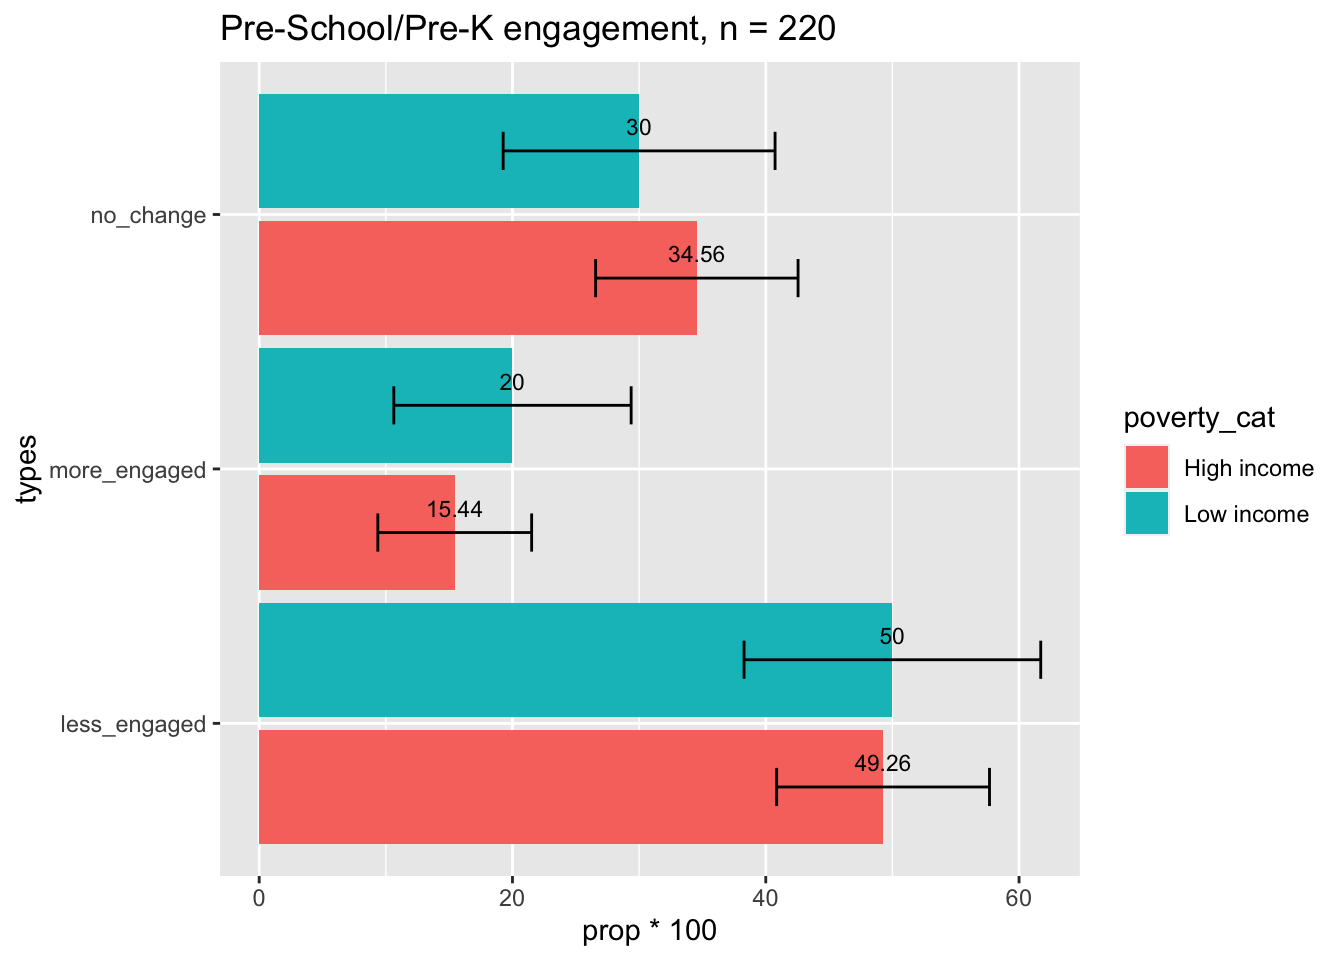 Pre-School/Pre-K engagement, n = 220
30
no_change
34.56
20
more_engaged
15.44
50
less_engaged
49.26
types
0 20 40 60
prop * 100
poverty_cat
High income
Low income